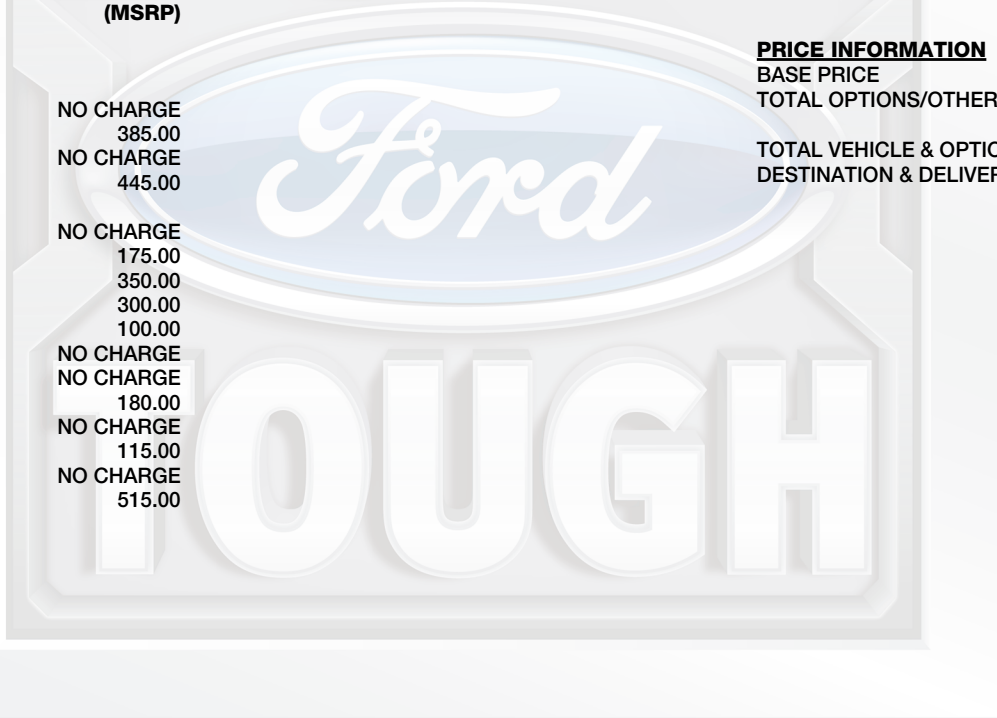 (MSRP)
NO CHARGE
385.00
NO CHARGE
445.00
NO CHARGE
175.00
350.00
300.00
100.00
NO CHARGE
NO CHARGE
180.00
NO CHARGE
115.00
NO CHARGE
515.00
PRICE INFORMATION
BASE PRICE
TOTAL OPTIONS/OTHER
TOTAL VEHICLE & OPTIO
DESTINATION & DELIVER
Ford
TOUGH